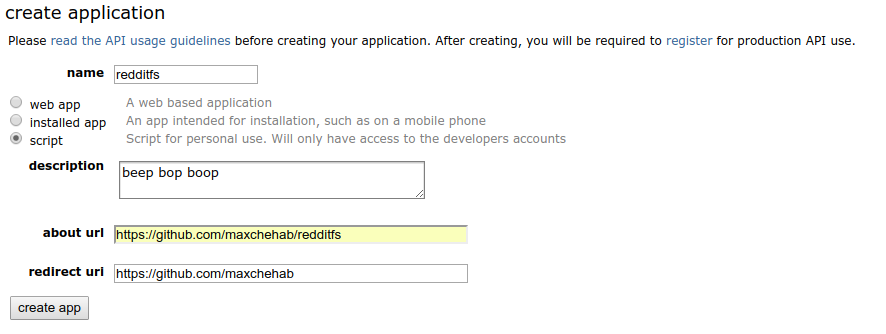 create application
Please read the API usage guidelines before creating your application. After creating, you will be required to register for production API use.
name redditfs
web app A web based application
installed app An app intended for installation, such as on a mobile phone
script Script for personal use. Will only have access to the developers accounts
description beep bop boop
about url https://github.com/maxchehab/redditfs
redirect uri https://github.com/maxchehab
create app